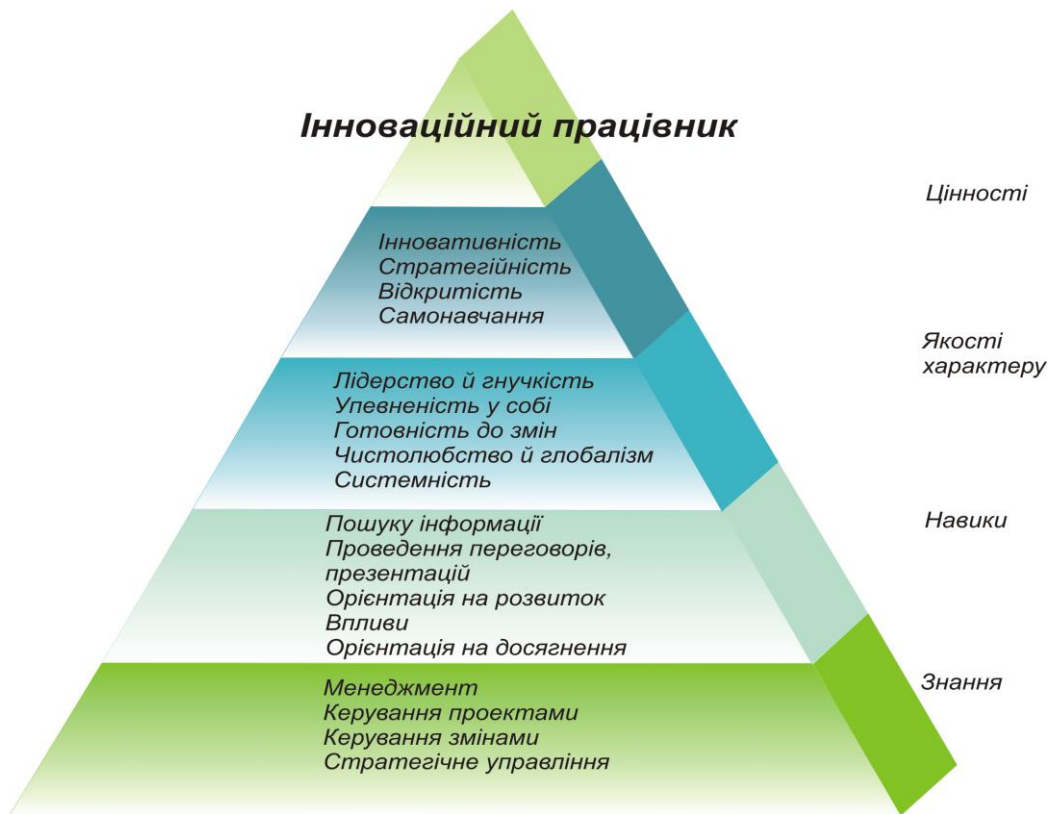 Інноваційний працівник
Цінності
Інновативність
Стратегійність
Відкритість
Самонавчання
Якості
характеру
Лідерство й гнучкість
Упевненість у собі
Готовність до змін
Чистолюбство й глобалізм
Системність
Навики
Пошуку інформації
Проведення переговорів,
презентацій
Орієнтація на розвиток
Впливи
Орієнтація на досягнення
Знання
Менеджмент
Керування проектами
Керування змінами
Стратегічне управління